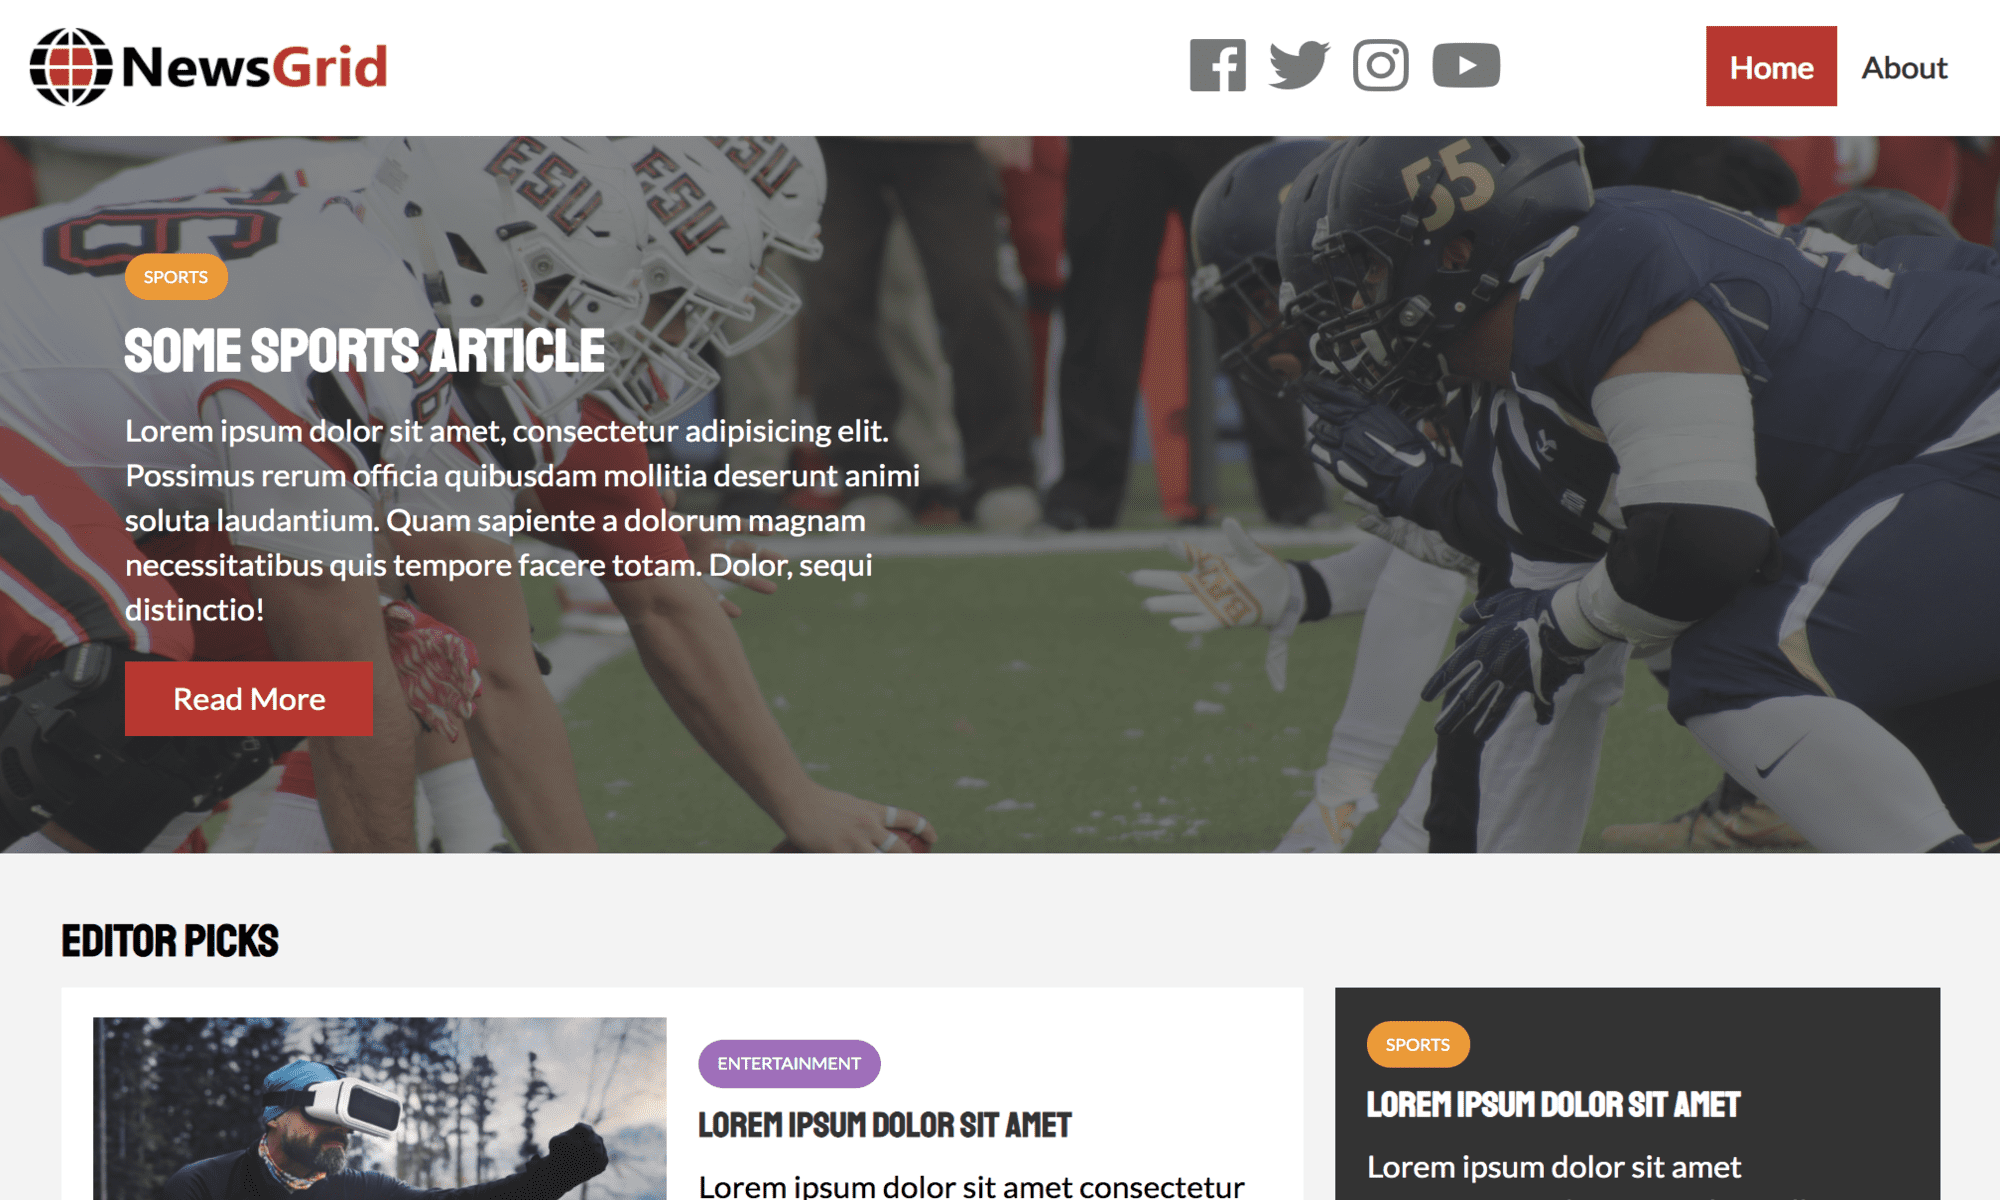 NewsGrid
Home
About
ESU
ESU
55
SPORTS
SOME SPORTS ARTICLE
Lorem ipsum dolor sit amet, consectetur adipisicing elit.
Possimus rerum officia quibusdam mollitia deserunt animi
soluta laudantium. Quam sapiente a dolorum magnam
necessitatibus quis tempore facere totam. Dolor, sequi
distinctio!
Read More
EDITOR PICKS
ENTERTAINMENT
LOREM IPSUM DOLOR SIT AMET
Lorem ipsum dolor sit amet consectetur
SPORTS
LOREM IPSUM DOLOR SIT AMET
Lorem ipsum dolor sit amet